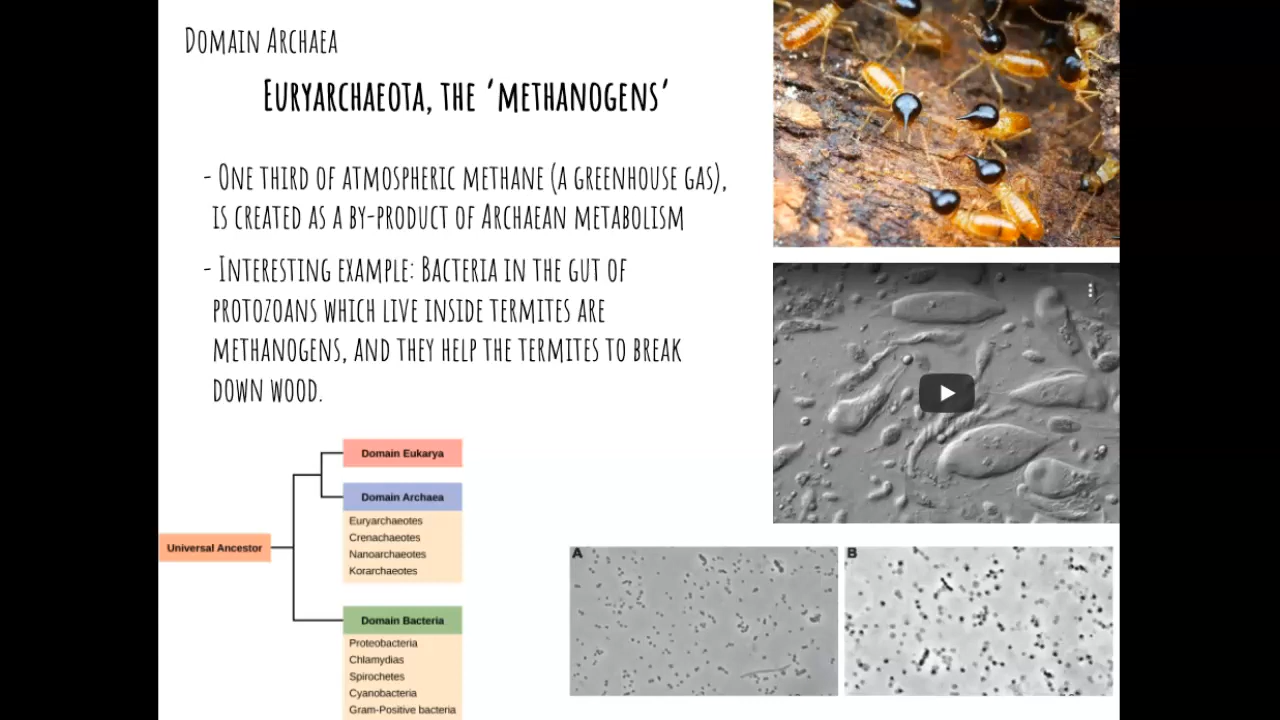 Domain Archaea
Euryarchaeota, the 'methanogens'
- One third of atmospheric methane (a greenhouse gas),
is created as a by-product of Archaean metabolism
- Interesting example: Bacteria in the gut of
protozoans which live inside termites are
methanogens, and they help the termites to break
down wood.
Domain Eukarya
Domain Archaea
Euryarchaeotes
Crenachaeotes
Nanoarchaeotes
Korarchaeotes
Universal Ancestor
Domain Bacteria
Proteobacteria
Chlamydias
Spirochetes
Cyanobacteria
Gram-Positive bacteria
A
B